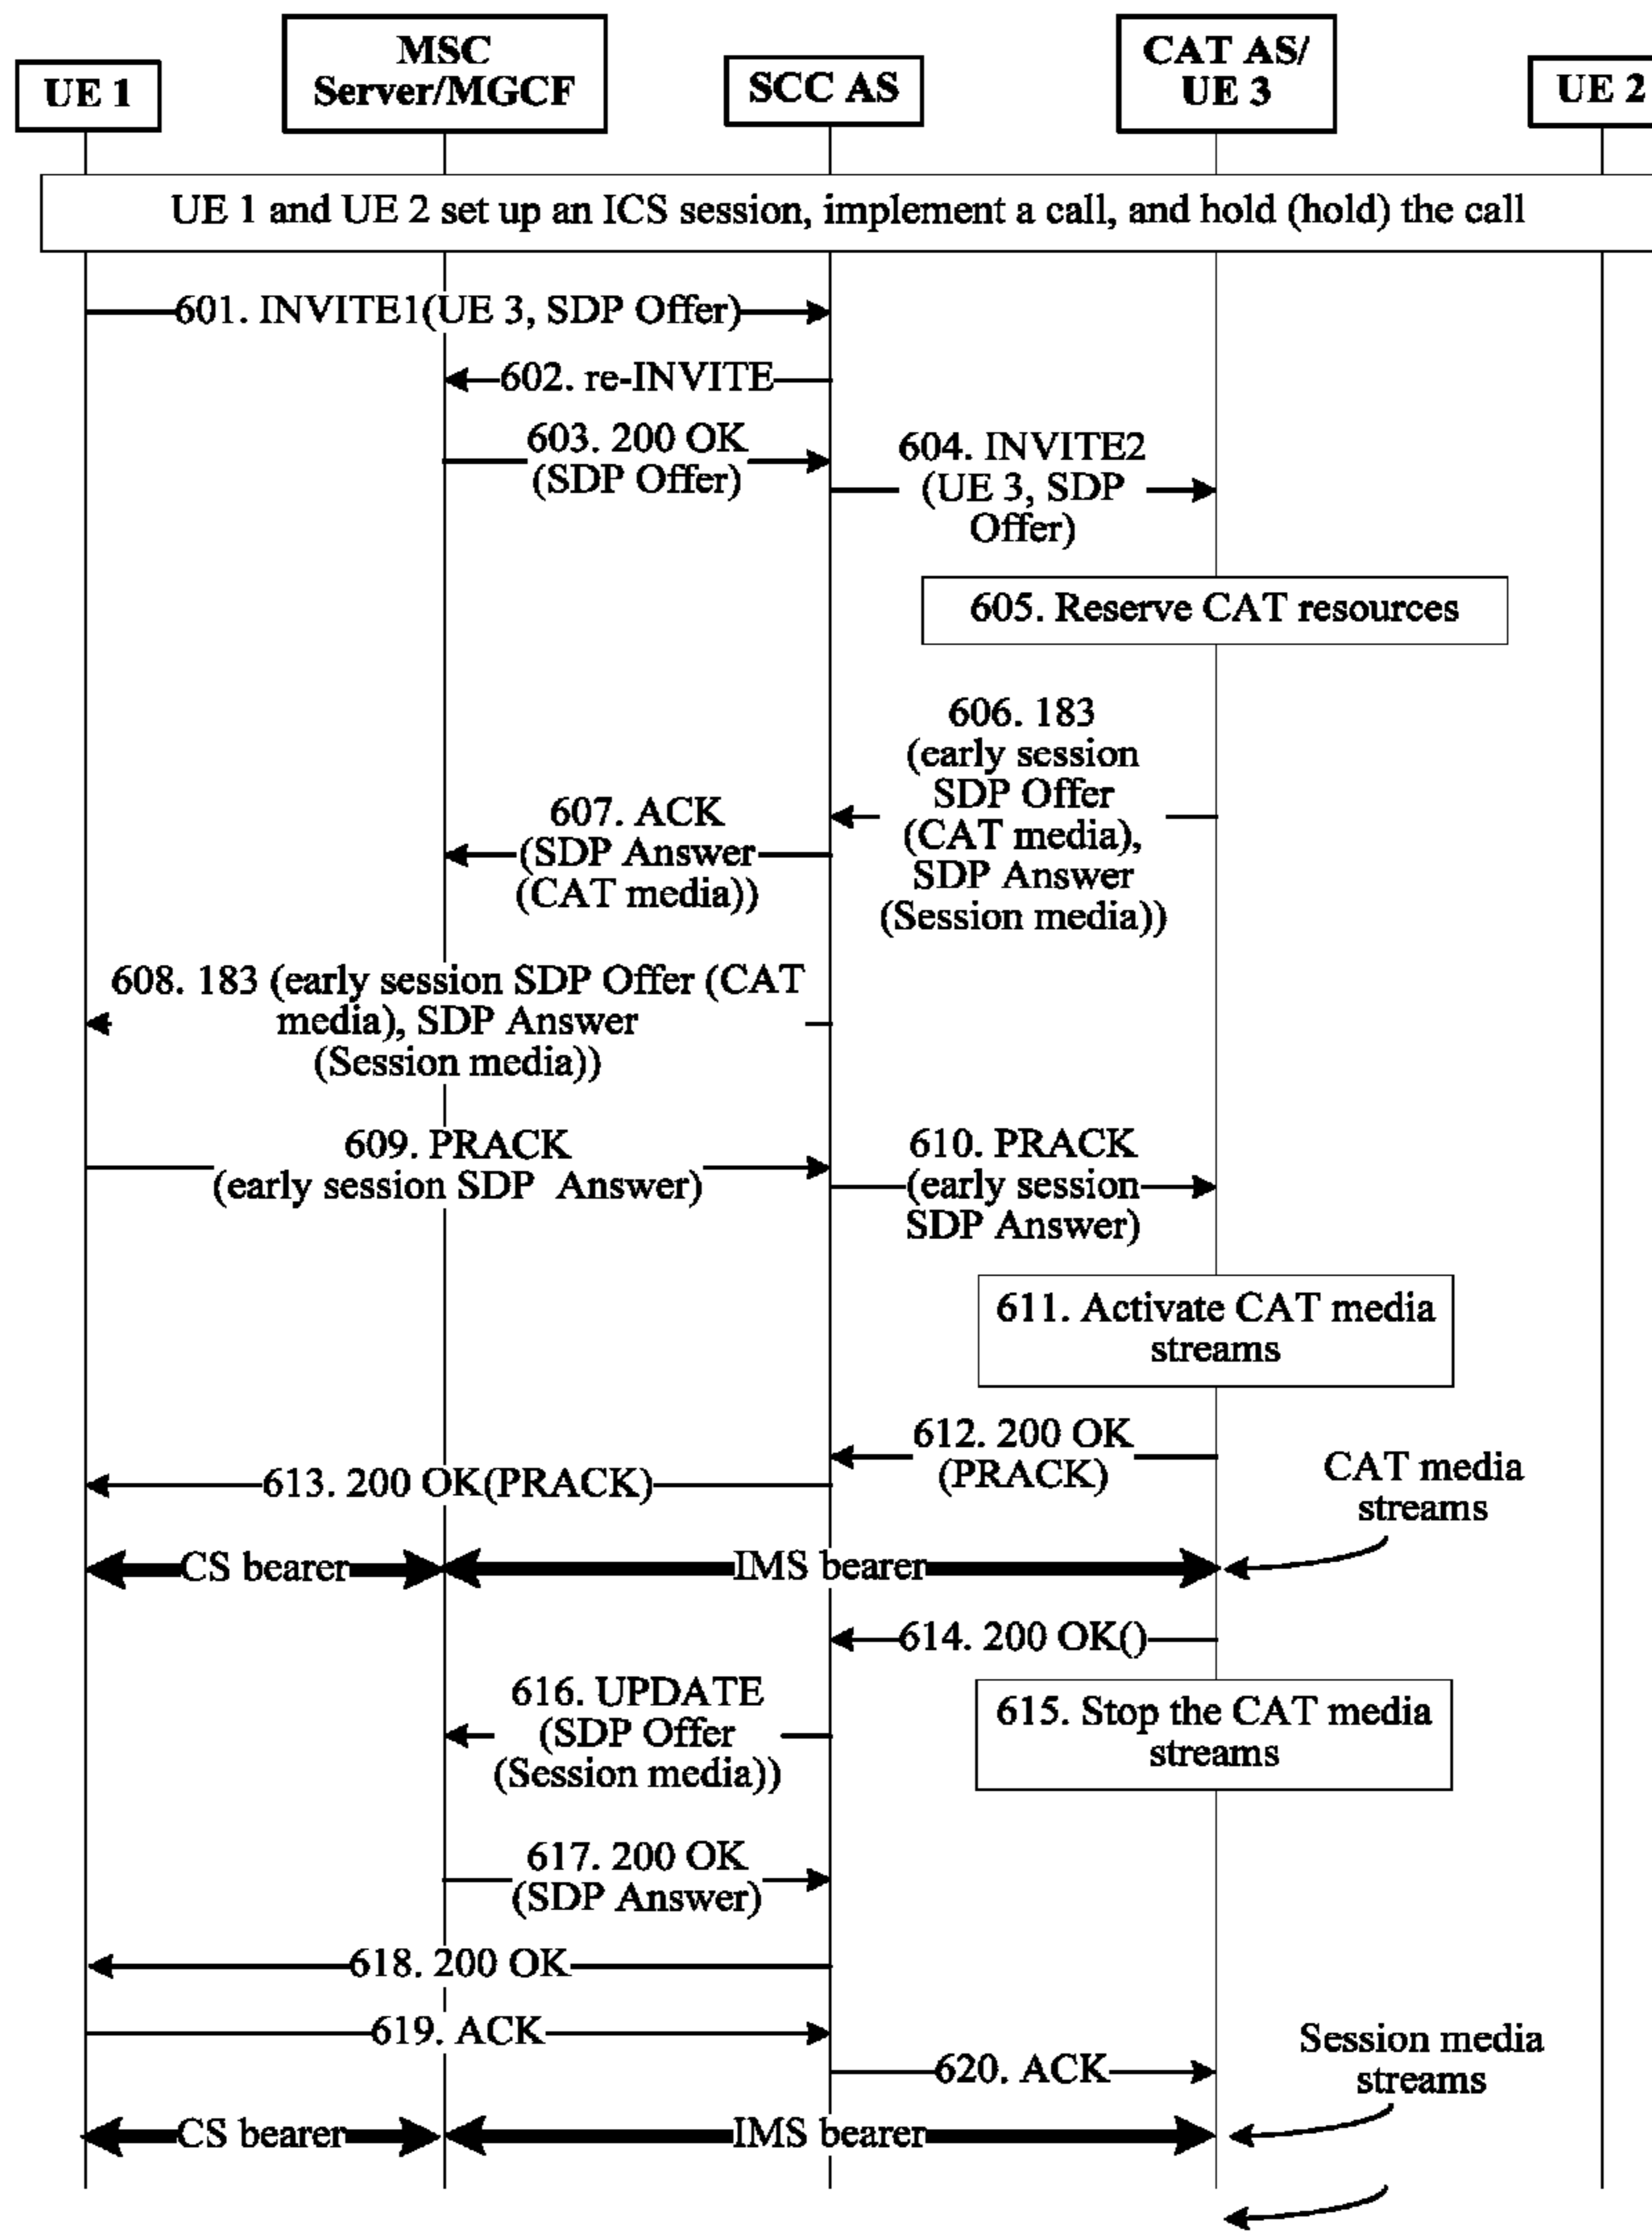 UE 1
MSC
Server/MGCF
SCC AS
CAT AS/
UE 3
UE 2
UE 1 and UE 2 set up an ICS session, implement a call, and hold (hold) the call
601. INVITE1(UE 3, SDP Offer)
602. re-INVITE
603. 200 OK
(SDP Offer)
604. INVITE2
(UE 3, SDP
Offer)
605. Reserve CAT resources
606. 183
(early session
SDP Offer
(CAT media),
SDP Answer
(Session media))
607. ACK
(SDP Answer
(CAT media))
608. 183 (early session SDP Offer (CAT
media), SDP Answer
(Session media))
609. PRACK
(early session SDP Answer)
610. PRACK
(early session
SDP Answer)
611. Activate CAT media
streams
612. 200 OK
(PRACK)
613. 200 OK(PRACK)
CAT media
streams
CS bearer
IMS bearer
614. 200 OK()
615. Stop the CAT media
streams
616. UPDATE
(SDP Offer
(Session media))
617. 200 OK
(SDP Answer)
618. 200 OK
619. ACK
620. ACK
Session media
streams
CS bearer
IMS bearer